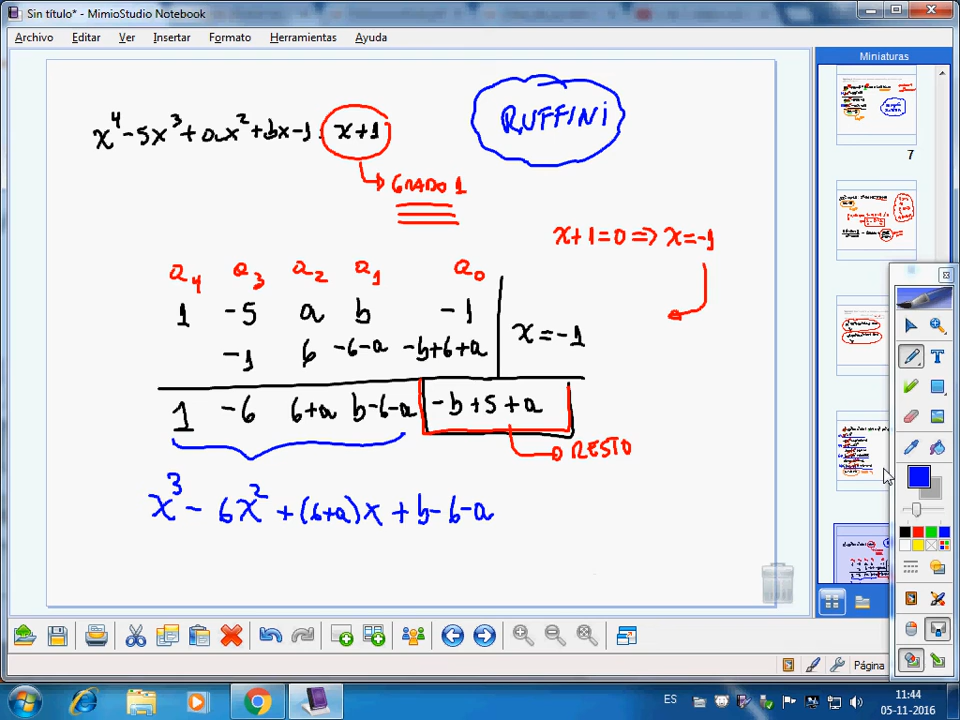 Sin título* - MimioStudio Notebook
Archivo Editar Ver Insertar Formato Herramientas Ayuda
Miniaturas
x⁴-5x³+ax²+bx-1 : x+1
RUFFINI
GRADO 1
x+1=0 => x=-1
a₄ a₃ a₂ a₁ a₀
1 -5 a b -1
-1 6 -6-a -b+6+a
x=-1
1 -6 6+a b-6-a -b+5+a
RESTO
x³ - 6x² + (6+a)x + b-6-a
7
Página
ES
11:44
05-11-2016